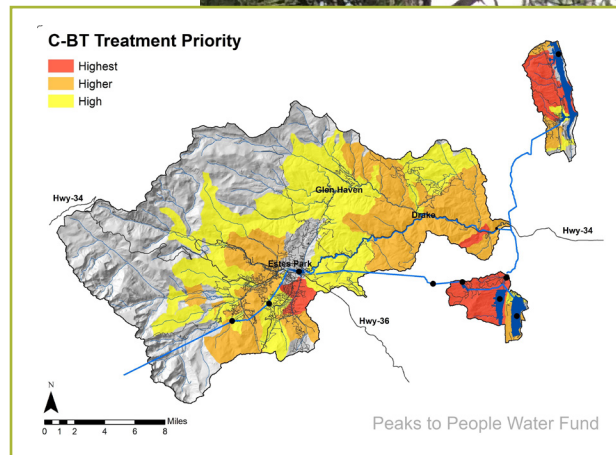 C-BT Treatment Priority
Highest
Higher
High
Glen Haven
Hwy-34
Drake
Hwy-34
Estes Park
Hwy-36
N
Miles
0 1 2 4 6 8
Peaks to People Water Fund